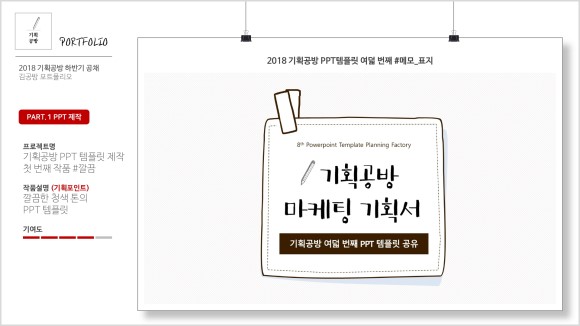 기획
공방
PORTFOLIO
2018 기획공방 하반기 공채
김공방 포트폴리오
PART. 1 PPT 제작
프로젝트명
기획공방 PPT 템플릿 제작
첫 번째 작품 #깔끔
작품설명 (기획포인트)
깔끔한 청색 톤의
PPT 템플릿
기여도
2018 기획공방 PPT템플릿 여덟 번째 #메모_표지
8th Powerpoint Template Planning Factory
기획공방
마케팅 기획서
기획공방 여덟 번째 PPT 템플릿 공유